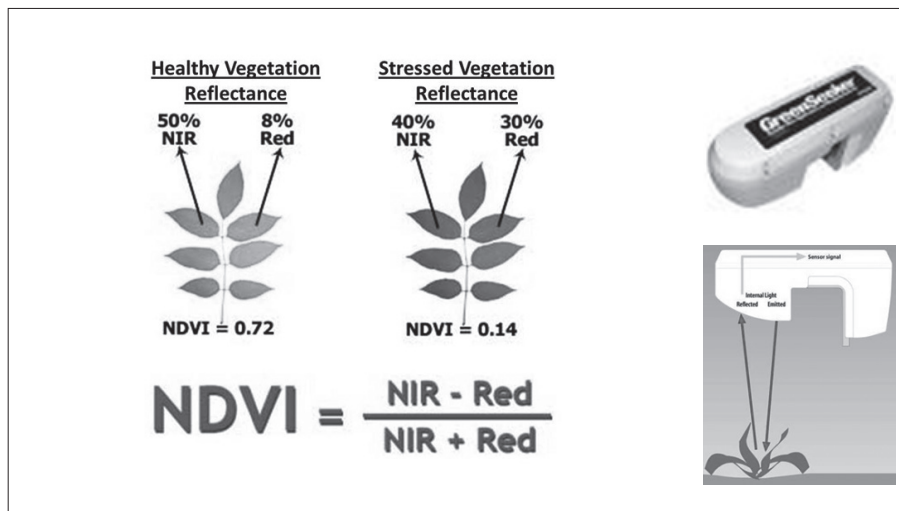 Healthy Vegetation
Reflectance
50%
NIR
8%
Red
NDVI = 0.72
Stressed Vegetation
Reflectance
40%
NIR
30%
Red
NDVI = 0.14
NDVI = NIR - Red
NIR + Red
GreenSeeker
Sensor signal
Internal Light
Reflected Emitted